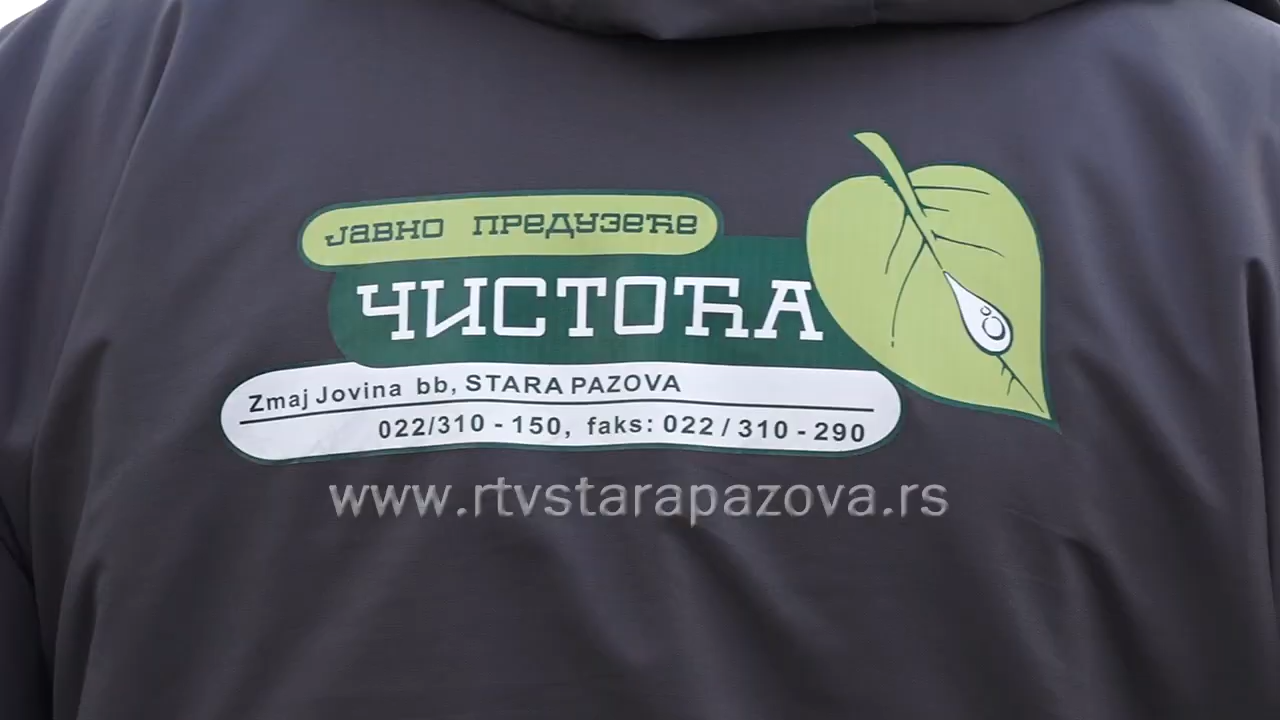 Јавно предузеће
ЧИСТОЋА
Zmaj Jovina bb, STARA PAZOVA
022/310 - 150, faks: 022 / 310 - 290
www.rtvstarapazova.rs